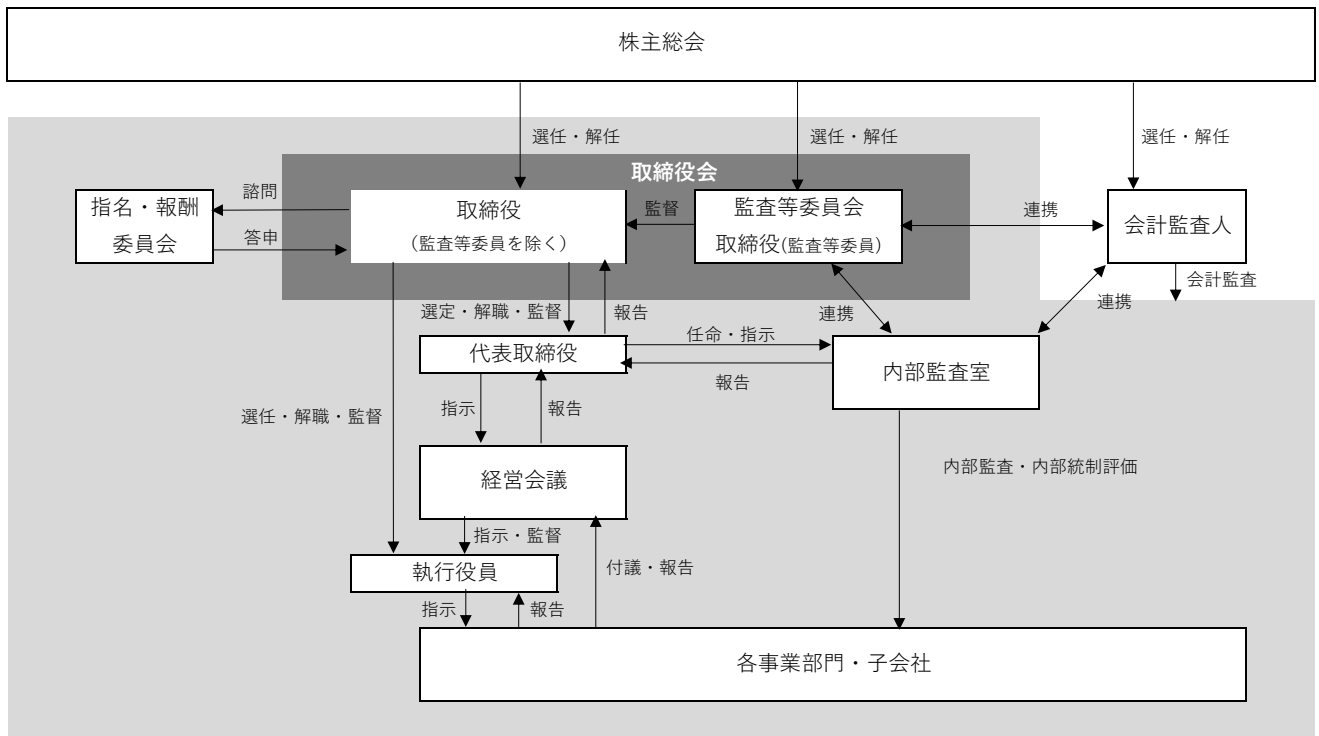 株主総会
選任・解任
選任・解任
選任・解任
取締役会
指名・報酬
委員会
諮問
答申
取締役
（監査等委員を除く）
監督
監査等委員会
取締役(監査等委員)
連携
会計監査人
会計監査
選定・解職・監督
報告
連携
連携
代表取締役
任命・指示
報告
内部監査室
選任・解職・監督
指示
報告
経営会議
内部監査・内部統制評価
指示・監督
付議・報告
執行役員
指示
報告
各事業部門・子会社